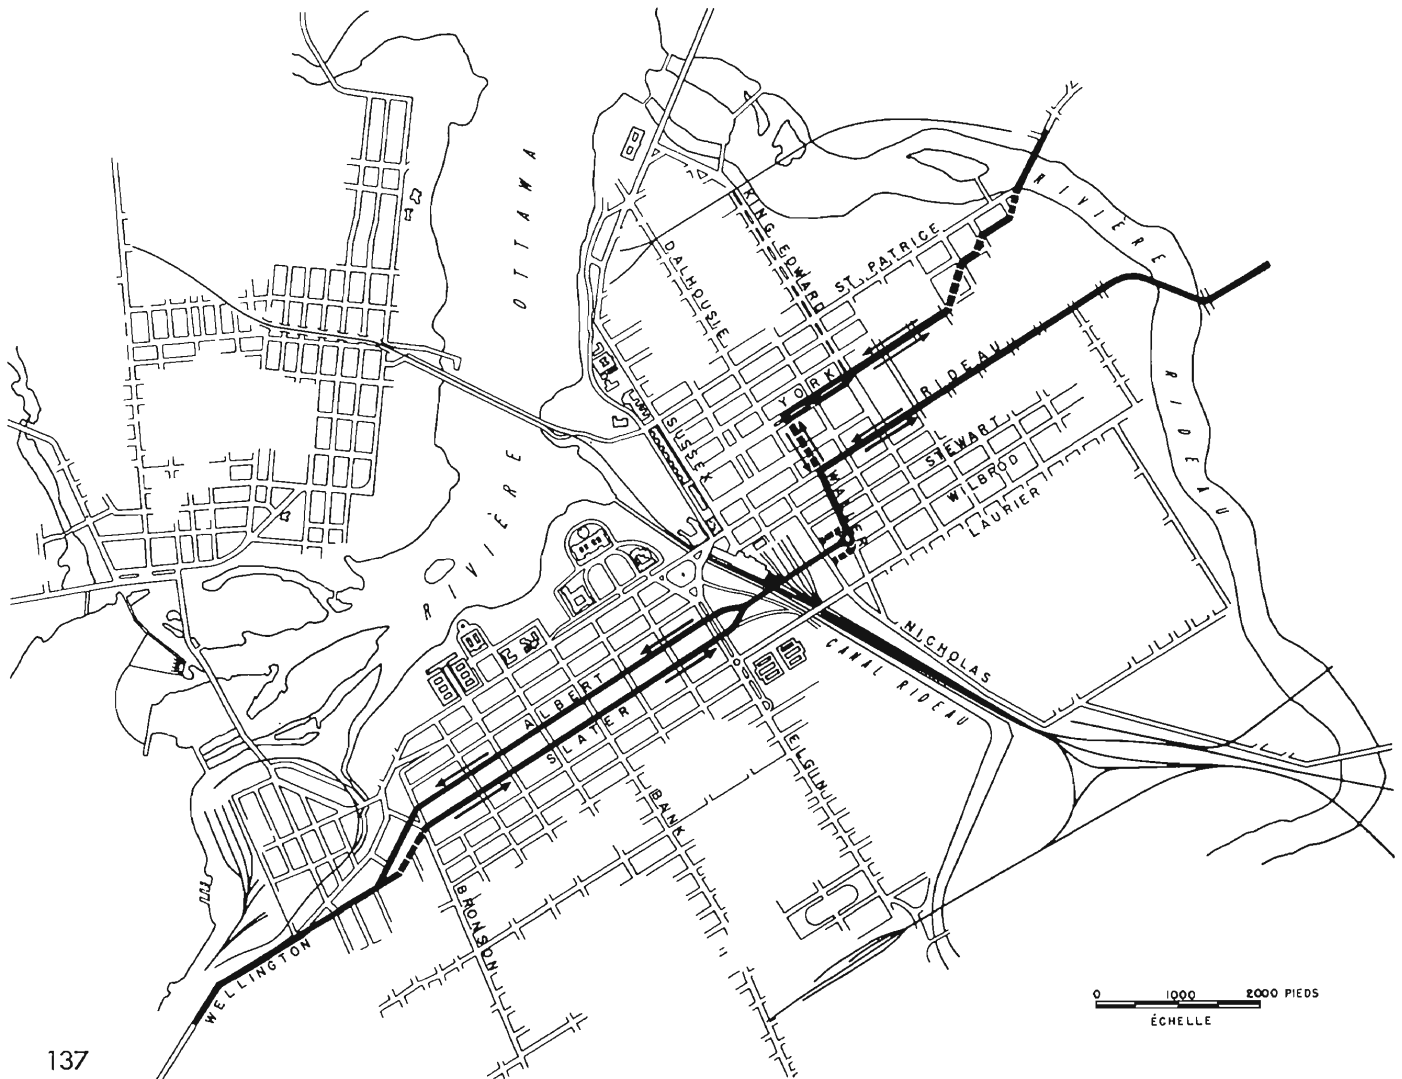 RIVIÈRE OTTAWA
RIVIÈRE RIDEAU
KING EDWARD
ST. PATRICE
DALHOUSIE
YORK
RIDEAU
SUSSEX
STEWART
WILBROD
LAURIER
WALLER
NICHOLAS
CANAL RIDEAU
ALBERT
SLATER
ELGIN
BANK
BRONSON
WELLINGTON
0 1000 2000 PIEDS
ÉCHELLE
137